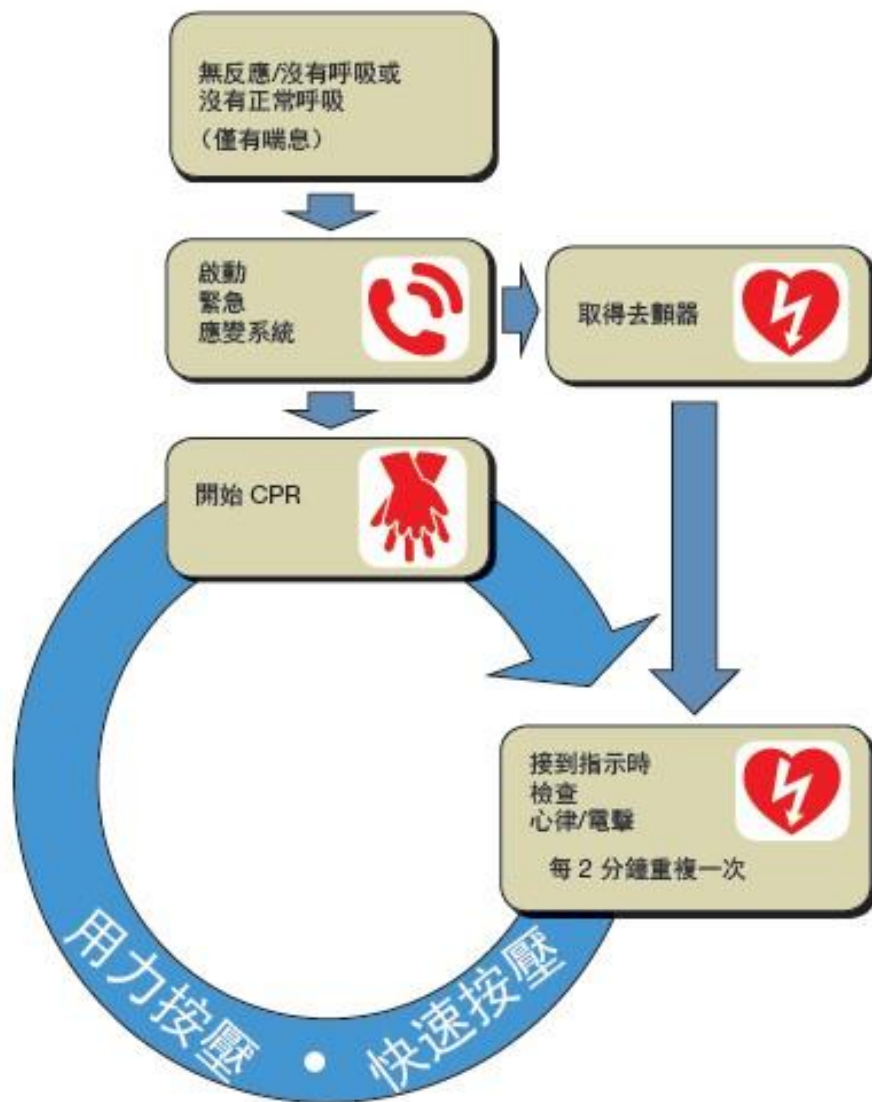 無反應/沒有呼吸或
沒有正常呼吸
（僅有喘息）
啟動
緊急
應變系統
取得去顫器
開始 CPR
接到指示時
檢查
心律/電擊
每 2 分鐘重複一次
用力按壓 • 快速按壓